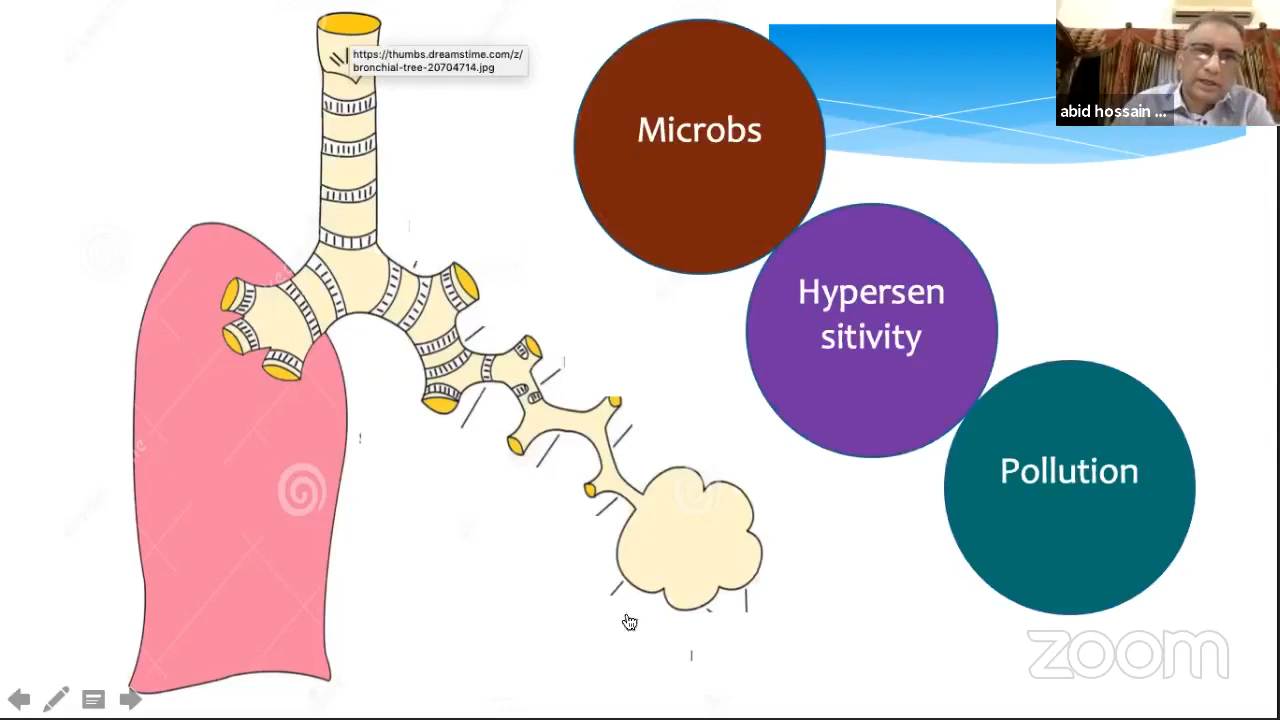 https://thumbs.dreamstime.com/z/
bronchial-tree-20704714.jpg
Microbs
abid hossain ...
Hypersen
sitivity
Pollution
zoom